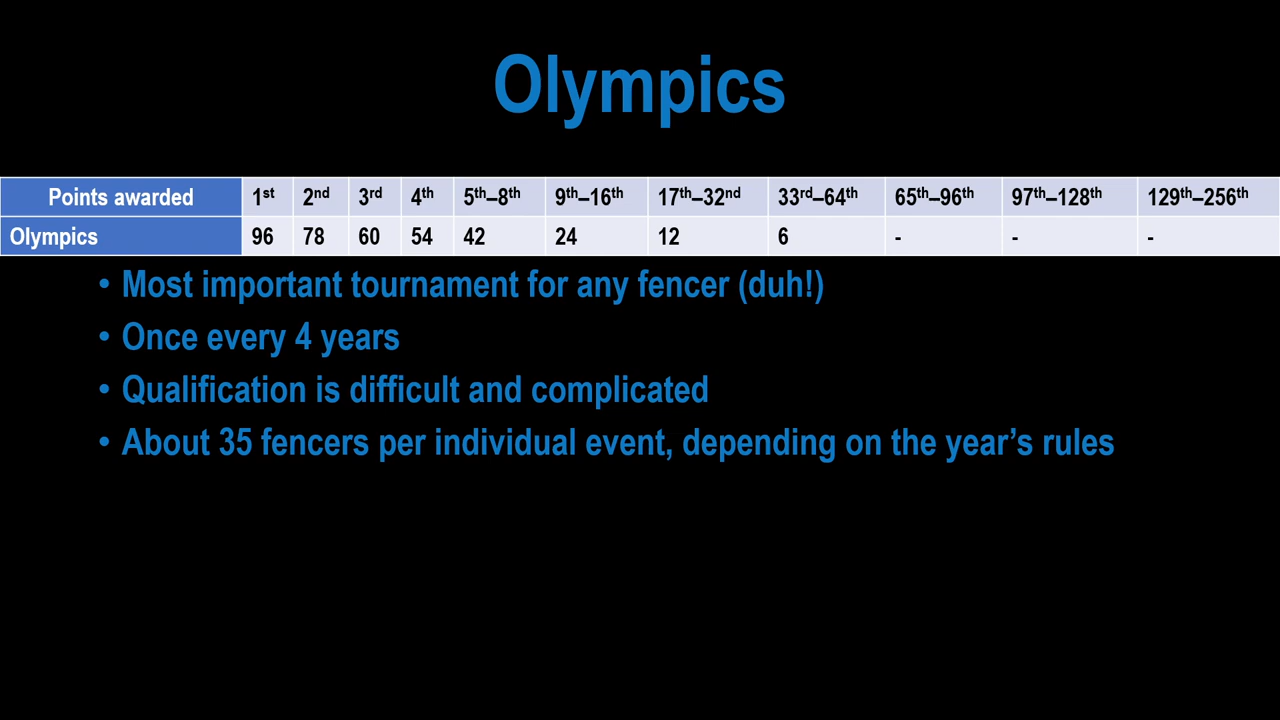 Olympics
Points awarded 1st 2nd 3rd 4th 5th–8th 9th–16th 17th–32nd 33rd–64th 65th–96th 97th–128th 129th–256th
Olympics 96 78 60 54 42 24 12 6 - - -
• Most important tournament for any fencer (duh!)
• Once every 4 years
• Qualification is difficult and complicated
• About 35 fencers per individual event, depending on the year’s rules